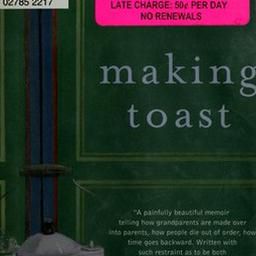 02785 2217
LATE CHARGE: 50¢ PER DAY
NO RENEWALS
making
toast
"A painfully beautiful memoir
telling how grandparents are made over
into parents, how people die out of order, how
time goes backward. Written with
such restraint as to be both